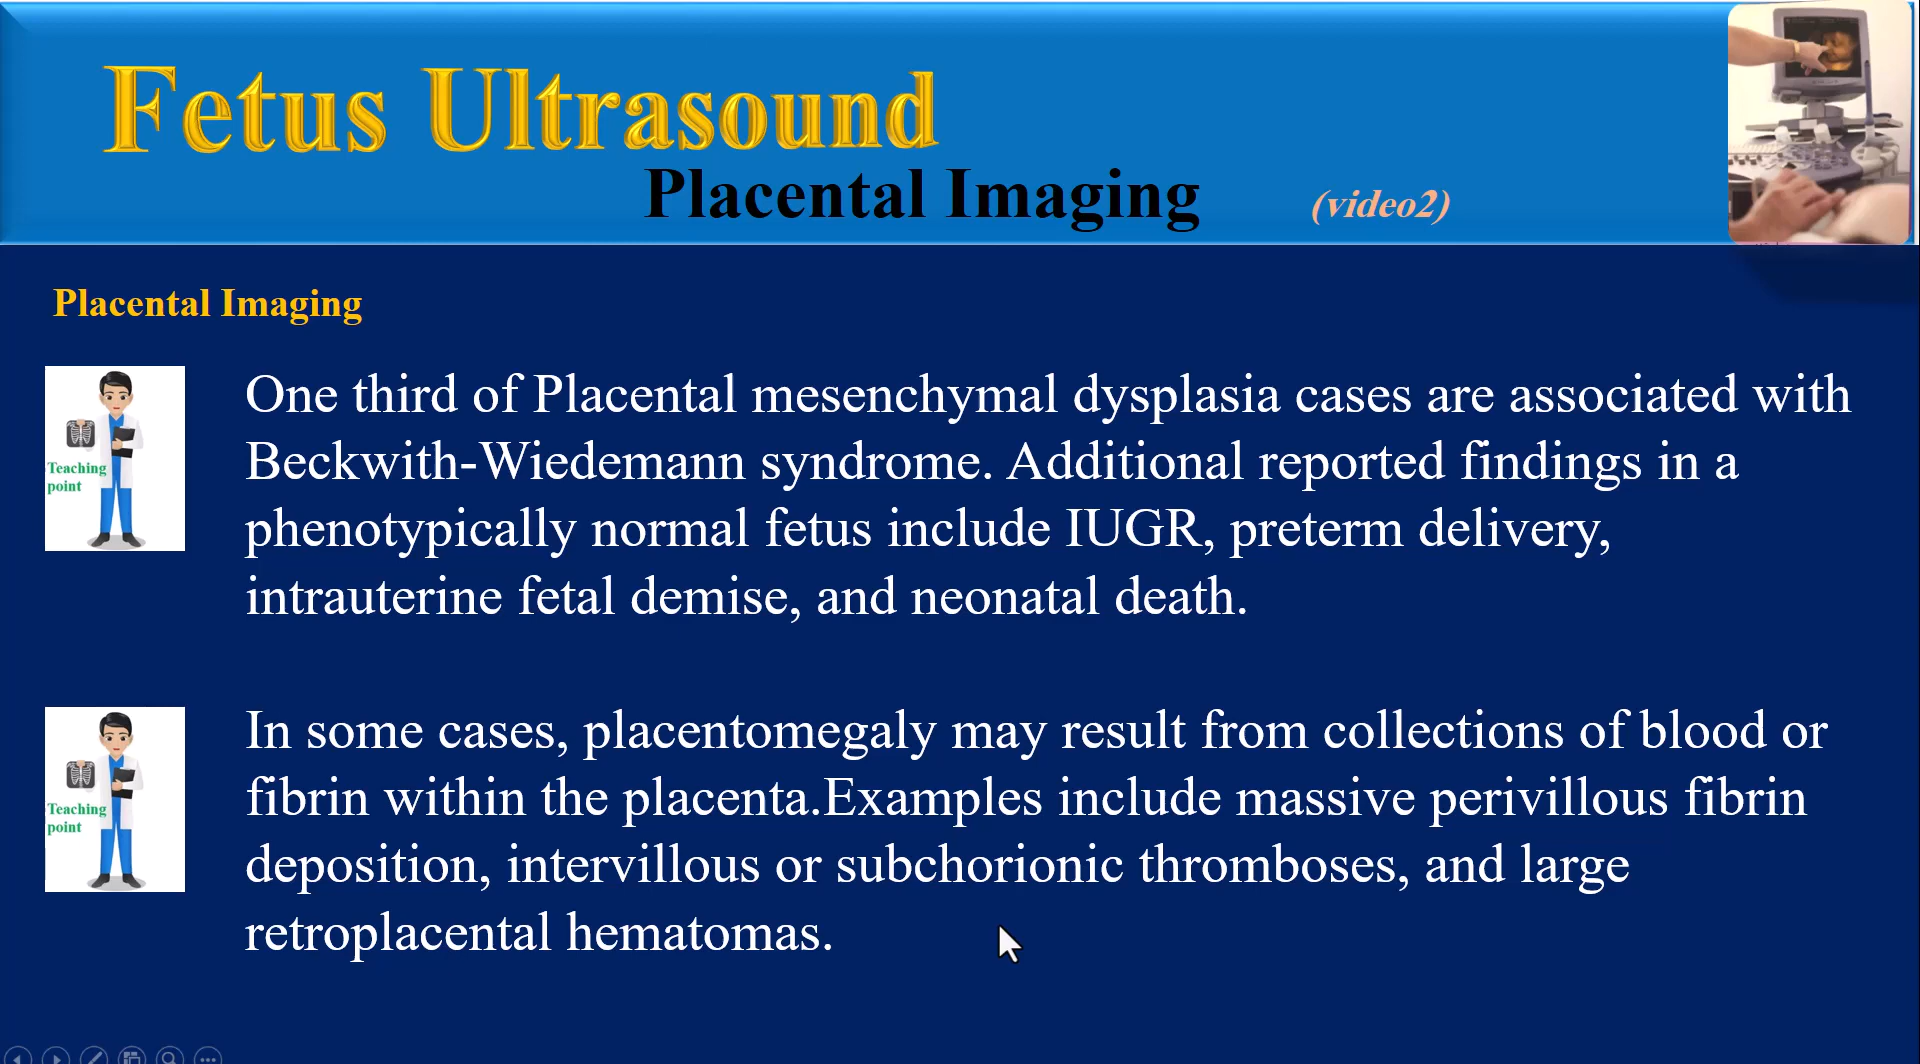 Fetus Ultrasound
Placental Imaging
(video2)
Placental Imaging
Teaching
point
One third of Placental mesenchymal dysplasia cases are associated with
Beckwith-Wiedemann syndrome. Additional reported findings in a
phenotypically normal fetus include IUGR, preterm delivery,
intrauterine fetal demise, and neonatal death.
Teaching
point
In some cases, placentomegaly may result from collections of blood or
fibrin within the placenta.Examples include massive perivillous fibrin
deposition, intervillous or subchorionic thromboses, and large
retroplacental hematomas.